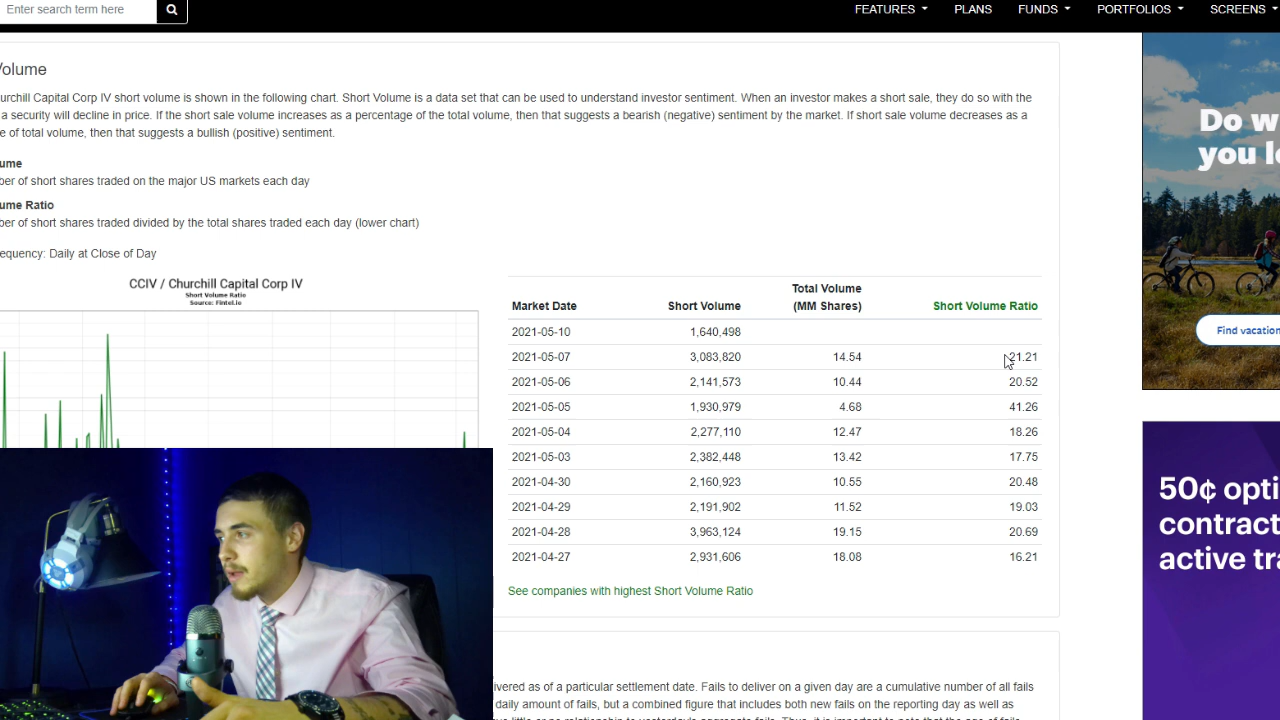 Enter search term here
FEATURES PLANS FUNDS PORTFOLIOS SCREENS
Volume
urchill Capital Corp IV short volume is shown in the following chart. Short Volume is a data set that can be used to understand investor sentiment. When an investor makes a short sale, they do so with the
a security will decline in price. If the short sale volume increases as a percentage of the total volume, then that suggests a bearish (negative) sentiment by the market. If short sale volume decreases as a
e of total volume, then that suggests a bullish (positive) sentiment.
ume
ber of short shares traded on the major US markets each day
ume Ratio
ber of short shares traded divided by the total shares traded each day (lower chart)
equency: Daily at Close of Day
CCIV / Churchill Capital Corp IV
Short Volume Ratio
Source: Fintel.io
Market Date Short Volume Total Volume (MM Shares) Short Volume Ratio
2021-05-10 1,640,498
2021-05-07 3,083,820 14.54 21.21
2021-05-06 2,141,573 10.44 20.52
2021-05-05 1,930,979 4.68 41.26
2021-05-04 2,277,110 12.47 18.26
2021-05-03 2,382,448 13.42 17.75
2021-04-30 2,160,923 10.55 20.48
2021-04-29 2,191,902 11.52 19.03
2021-04-28 3,963,124 19.15 20.69
2021-04-27 2,931,606 18.08 16.21
See companies with highest Short Volume Ratio
ivered as of a particular settlement date. Fails to deliver on a given day are a cumulative number of all fails
daily amount of fails, but a combined figure that includes both new fails on the reporting day as well as
Do w
you l
Find vacation
50¢ opti
contract
active tra